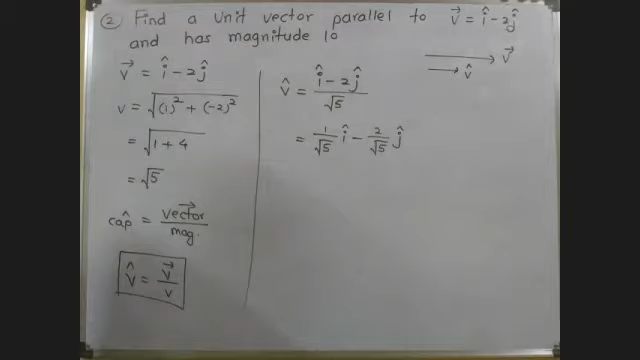 ② Find a unit vector parallel to v⃗ = î - 2ĵ
and has magnitude 10
v⃗
v̂
v⃗ = î - 2ĵ
v = √((1)² + (-2)²)
= √(1 + 4)
= √5
cap̂ = vector⃗ / mag.
v̂ = v⃗ / v
v̂ = (î - 2ĵ) / √5
= 1/√5 î - 2/√5 ĵ